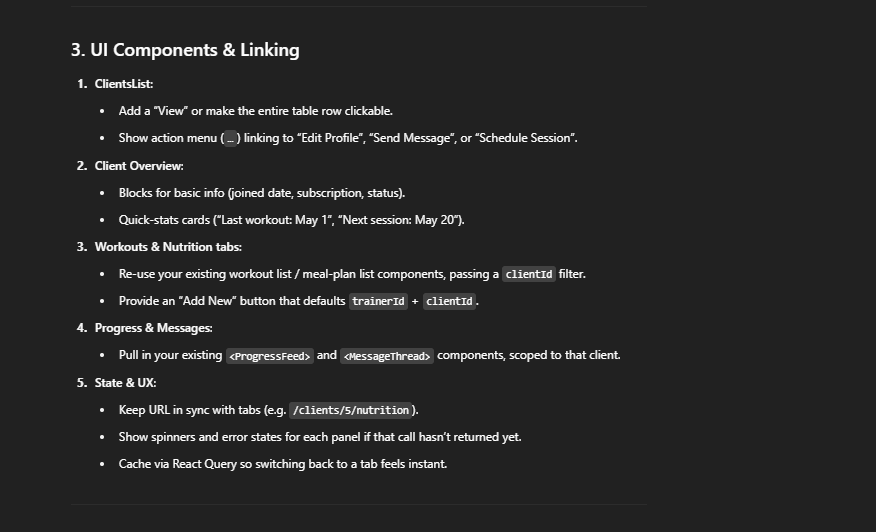 3. UI Components & Linking
1. ClientsList:
• Add a “View” or make the entire table row clickable.
• Show action menu (…) linking to “Edit Profile”, “Send Message”, or “Schedule Session”.
2. Client Overview:
• Blocks for basic info (joined date, subscription, status).
• Quick-stats cards (“Last workout: May 1”, “Next session: May 20”).
3. Workouts & Nutrition tabs:
• Re-use your existing workout list / meal-plan list components, passing a clientId filter.
• Provide an “Add New” button that defaults trainerId + clientId.
4. Progress & Messages:
• Pull in your existing <ProgressFeed> and <MessageThread> components, scoped to that client.
5. State & UX:
• Keep URL in sync with tabs (e.g. /clients/5/nutrition).
• Show spinners and error states for each panel if that call hasn’t returned yet.
• Cache via React Query so switching back to a tab feels instant.